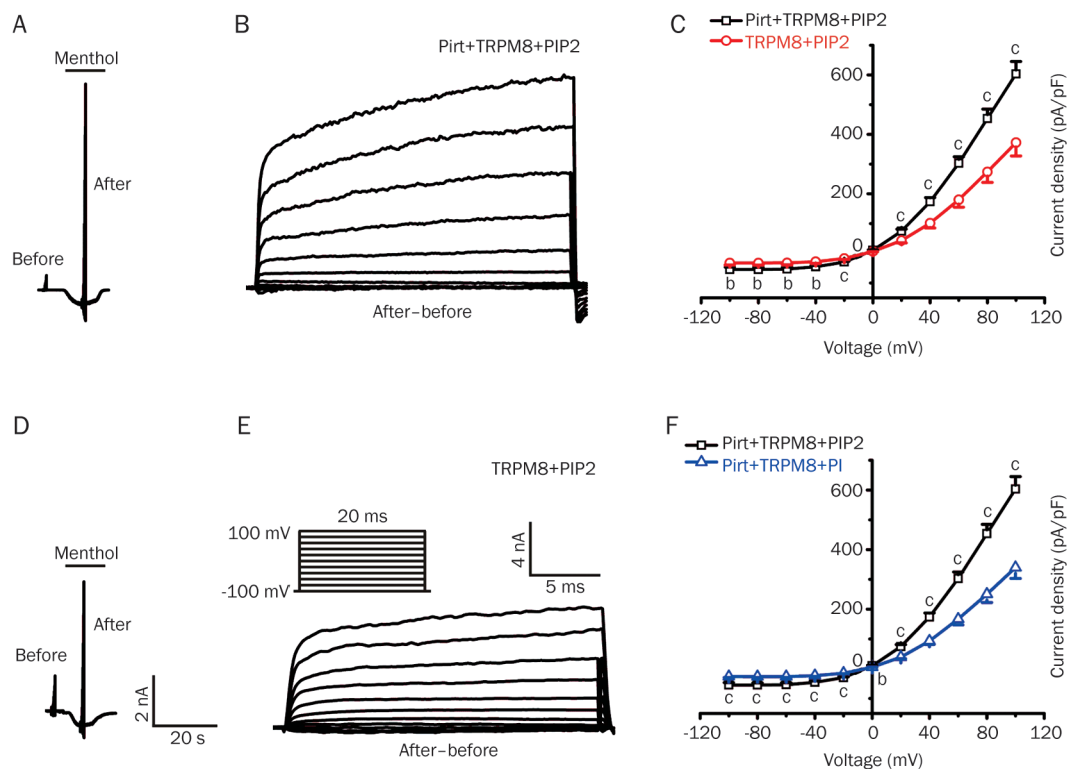 A
Menthol
After
Before
B
Pirt+TRPM8+PIP2
After–before
C
Pirt+TRPM8+PIP2
TRPM8+PIP2
c
600
c
c
400
c
200
c
0
b b b b c
-120 -80 -40 0 40 80 120
Voltage (mV)
Current density (pA/pF)
D
Menthol
After
Before
2 nA
20 s
E
TRPM8+PIP2
20 ms
100 mV
-100 mV
4 nA
5 ms
After–before
F
Pirt+TRPM8+PIP2
Pirt+TRPM8+PI
c
600
c
c
400
c
200
c
0
b
c c c c c
-120 -80 -40 0 40 80 120
Voltage (mV)
Current density (pA/pF)